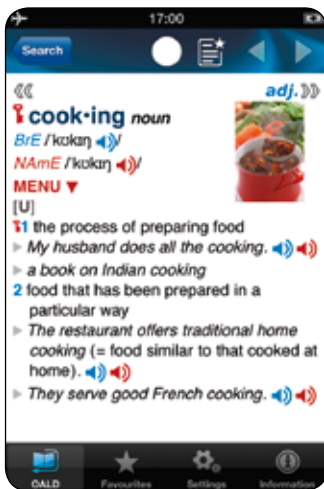 17:00
Search
adj.
cook·ing noun
BrE /ˈkʊkɪŋ /
NAmE /ˈkʊkɪŋ /
MENU ▼
[U]
1 the process of preparing food
My husband does all the cooking.
a book on Indian cooking
2 food that has been prepared in a
particular way
The restaurant offers traditional home
cooking (= food similar to that cooked at
home).
They serve good French cooking.
OALD Favourites Settings Information